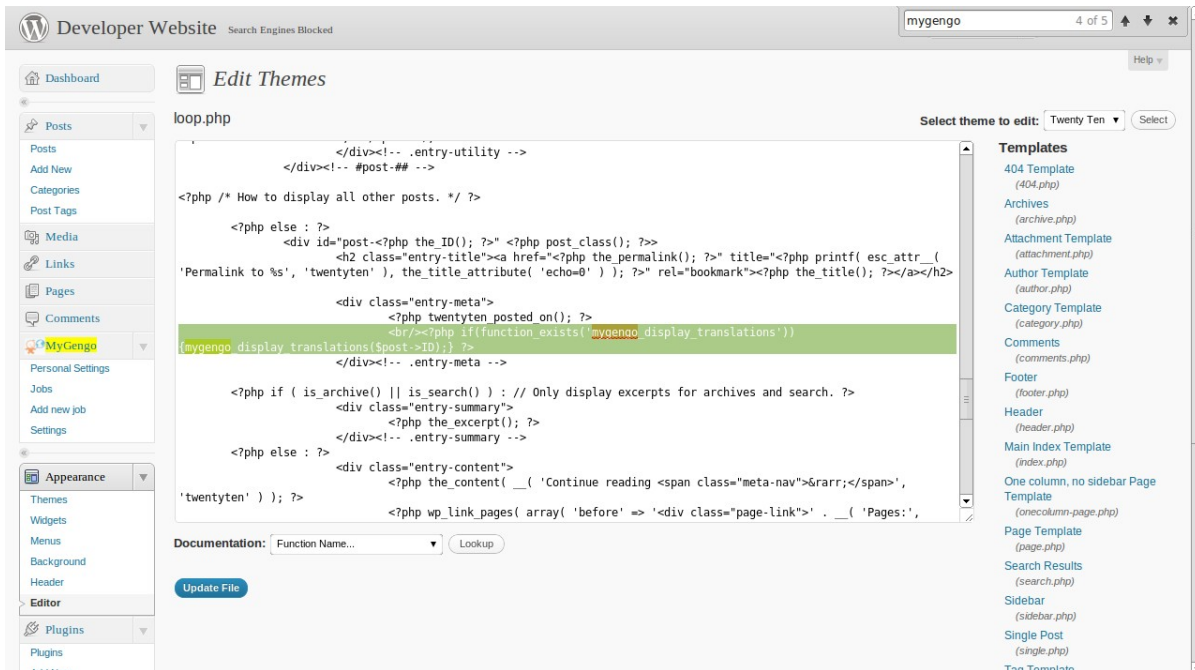 Developer Website Search Engines Blocked
mygengo 4 of 5
Help
Dashboard
Posts
Posts
Add New
Categories
Post Tags
Media
Links
Pages
Comments
MyGengo
Personal Settings
Jobs
Add new job
Settings
Appearance
Themes
Widgets
Menus
Background
Header
Editor
Plugins
Plugins
Edit Themes
loop.php
Select theme to edit: Twenty Ten Select
</div><!-- .entry-utility -->
</div><!-- #post-## -->
<?php /* How to display all other posts. */ ?>
<?php else : ?>
<div id="post-<?php the_ID(); ?>" <?php post_class(); ?>>
<h2 class="entry-title"><a href="<?php the_permalink(); ?>" title="<?php printf( esc_attr__(
'Permalink to %s', 'twentyten' ), the_title_attribute( 'echo=0' ) ); ?>" rel="bookmark"><?php the_title(); ?></a></h2>
<div class="entry-meta">
<?php twentyten_posted_on(); ?>
<br/><?php if(function_exists('mygengo_display_translations'))
{mygengo_display_translations($post->ID);} ?>
</div><!-- .entry-meta -->
<?php if ( is_archive() || is_search() ) : // Only display excerpts for archives and search. ?>
<div class="entry-summary">
<?php the_excerpt(); ?>
</div><!-- .entry-summary -->
<?php else : ?>
<div class="entry-content">
<?php the_content( __( 'Continue reading <span class="meta-nav">&rarr;</span>',
'twentyten' ) ); ?>
<?php wp_link_pages( array( 'before' => '<div class="page-link">' . __( 'Pages:',
Documentation: Function Name... Lookup
Update File
Templates
404 Template
(404.php)
Archives
(archive.php)
Attachment Template
(attachment.php)
Author Template
(author.php)
Category Template
(category.php)
Comments
(comments.php)
Footer
(footer.php)
Header
(header.php)
Main Index Template
(index.php)
One column, no sidebar Page
Template
(onecolumn-page.php)
Page Template
(page.php)
Search Results
(search.php)
Sidebar
(sidebar.php)
Single Post
(single.php)